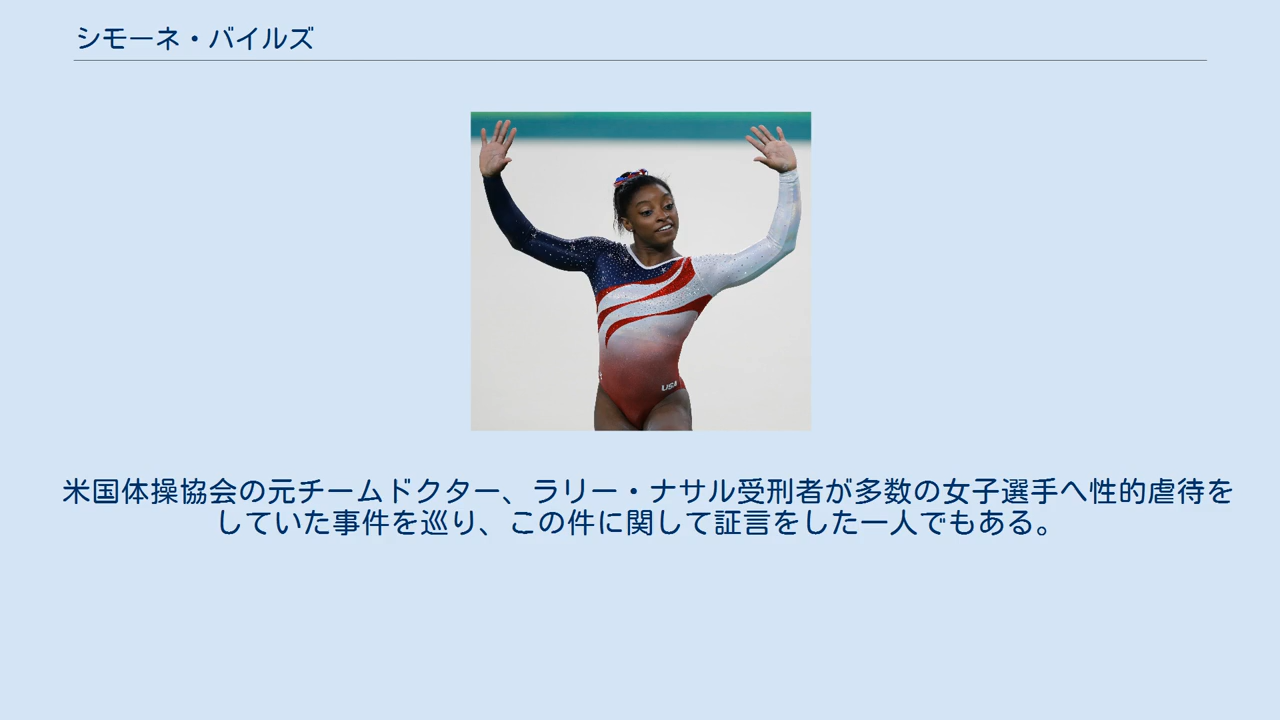 シモーネ・バイルズ
USA
米国体操協会の元チームドクター、ラリー・ナサル受刑者が多数の女子選手へ性的虐待を
していた事件を巡り、この件に関して証言をした一人でもある。